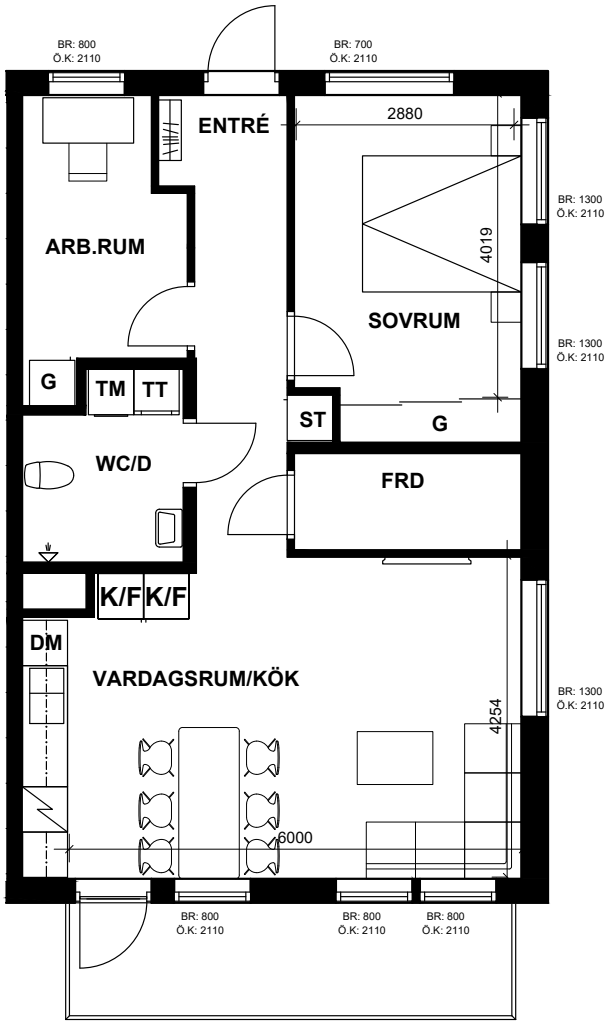 BR: 800
Ö.K: 2110
BR: 700
Ö.K: 2110
ENTRÉ
2880
BR: 1300
Ö.K: 2110
ARB.RUM
4019
SOVRUM
BR: 1300
Ö.K: 2110
G
TM
TT
ST
G
WC/D
FRD
K/F
K/F
DM
VARDAGSRUM/KÖK
BR: 1300
Ö.K: 2110
4254
6000
BR: 800
Ö.K: 2110
BR: 800
Ö.K: 2110
BR: 800
Ö.K: 2110